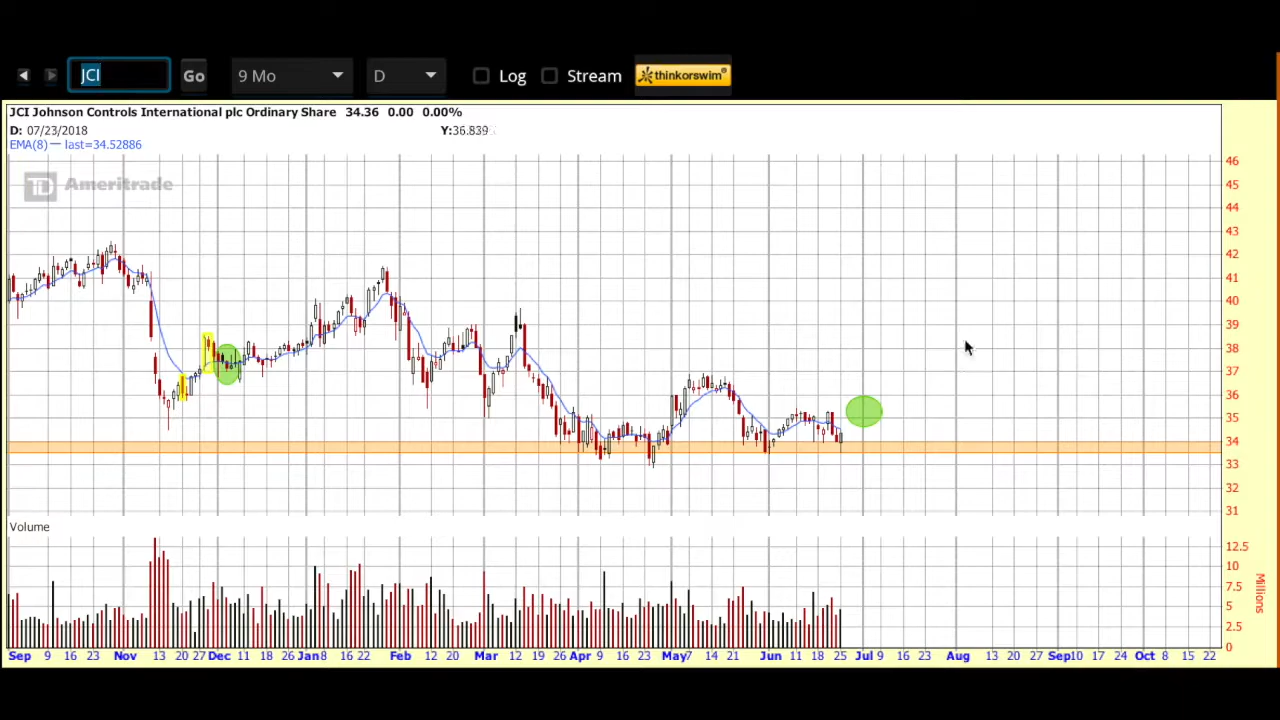 JCI Go 9 Mo D Log Stream thinkorswim®
JCI Johnson Controls International plc Ordinary Share 34.36 0.00 0.00%
D: 07/23/2018 Y:36.839
EMA(8) — last=34.52886
TD Ameritrade
46
45
44
43
42
41
40
39
38
37
36
35
34
33
32
31
Volume
12.5
10
7.5
5
2.5
0
Millions
Sep 9 16 23 Nov 13 20 27 Dec 11 18 26 Jan 8 16 22 Feb 12 20 Mar 12 19 26 Apr 9 16 23 May 7 14 21 Jun 11 18 25 Jul 9 16 23 Aug 13 20 27 Sep 10 17 24 Oct 8 15 22